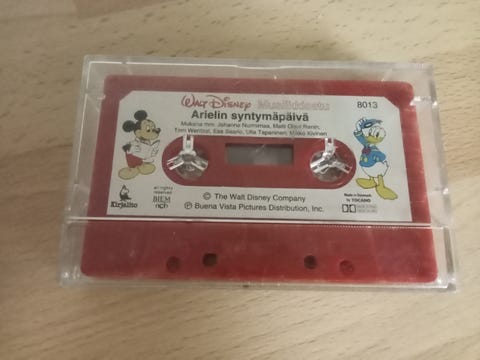 WALT DISNEY Musiikkisatu 8013
Arielin syntymäpäivä
Mukana mm. Johanna Nurmimaa, Matti Olavi Ranin,
Tom Wentzel, Esa Saario, Ulla Tapaninen, Mikko Kivinen
Kirjalito
all rights
reserved
BIEM
ncb
© The Walt Disney Company
℗ Buena Vista Pictures Distribution, Inc.
Made in Denmark
by TOCANO